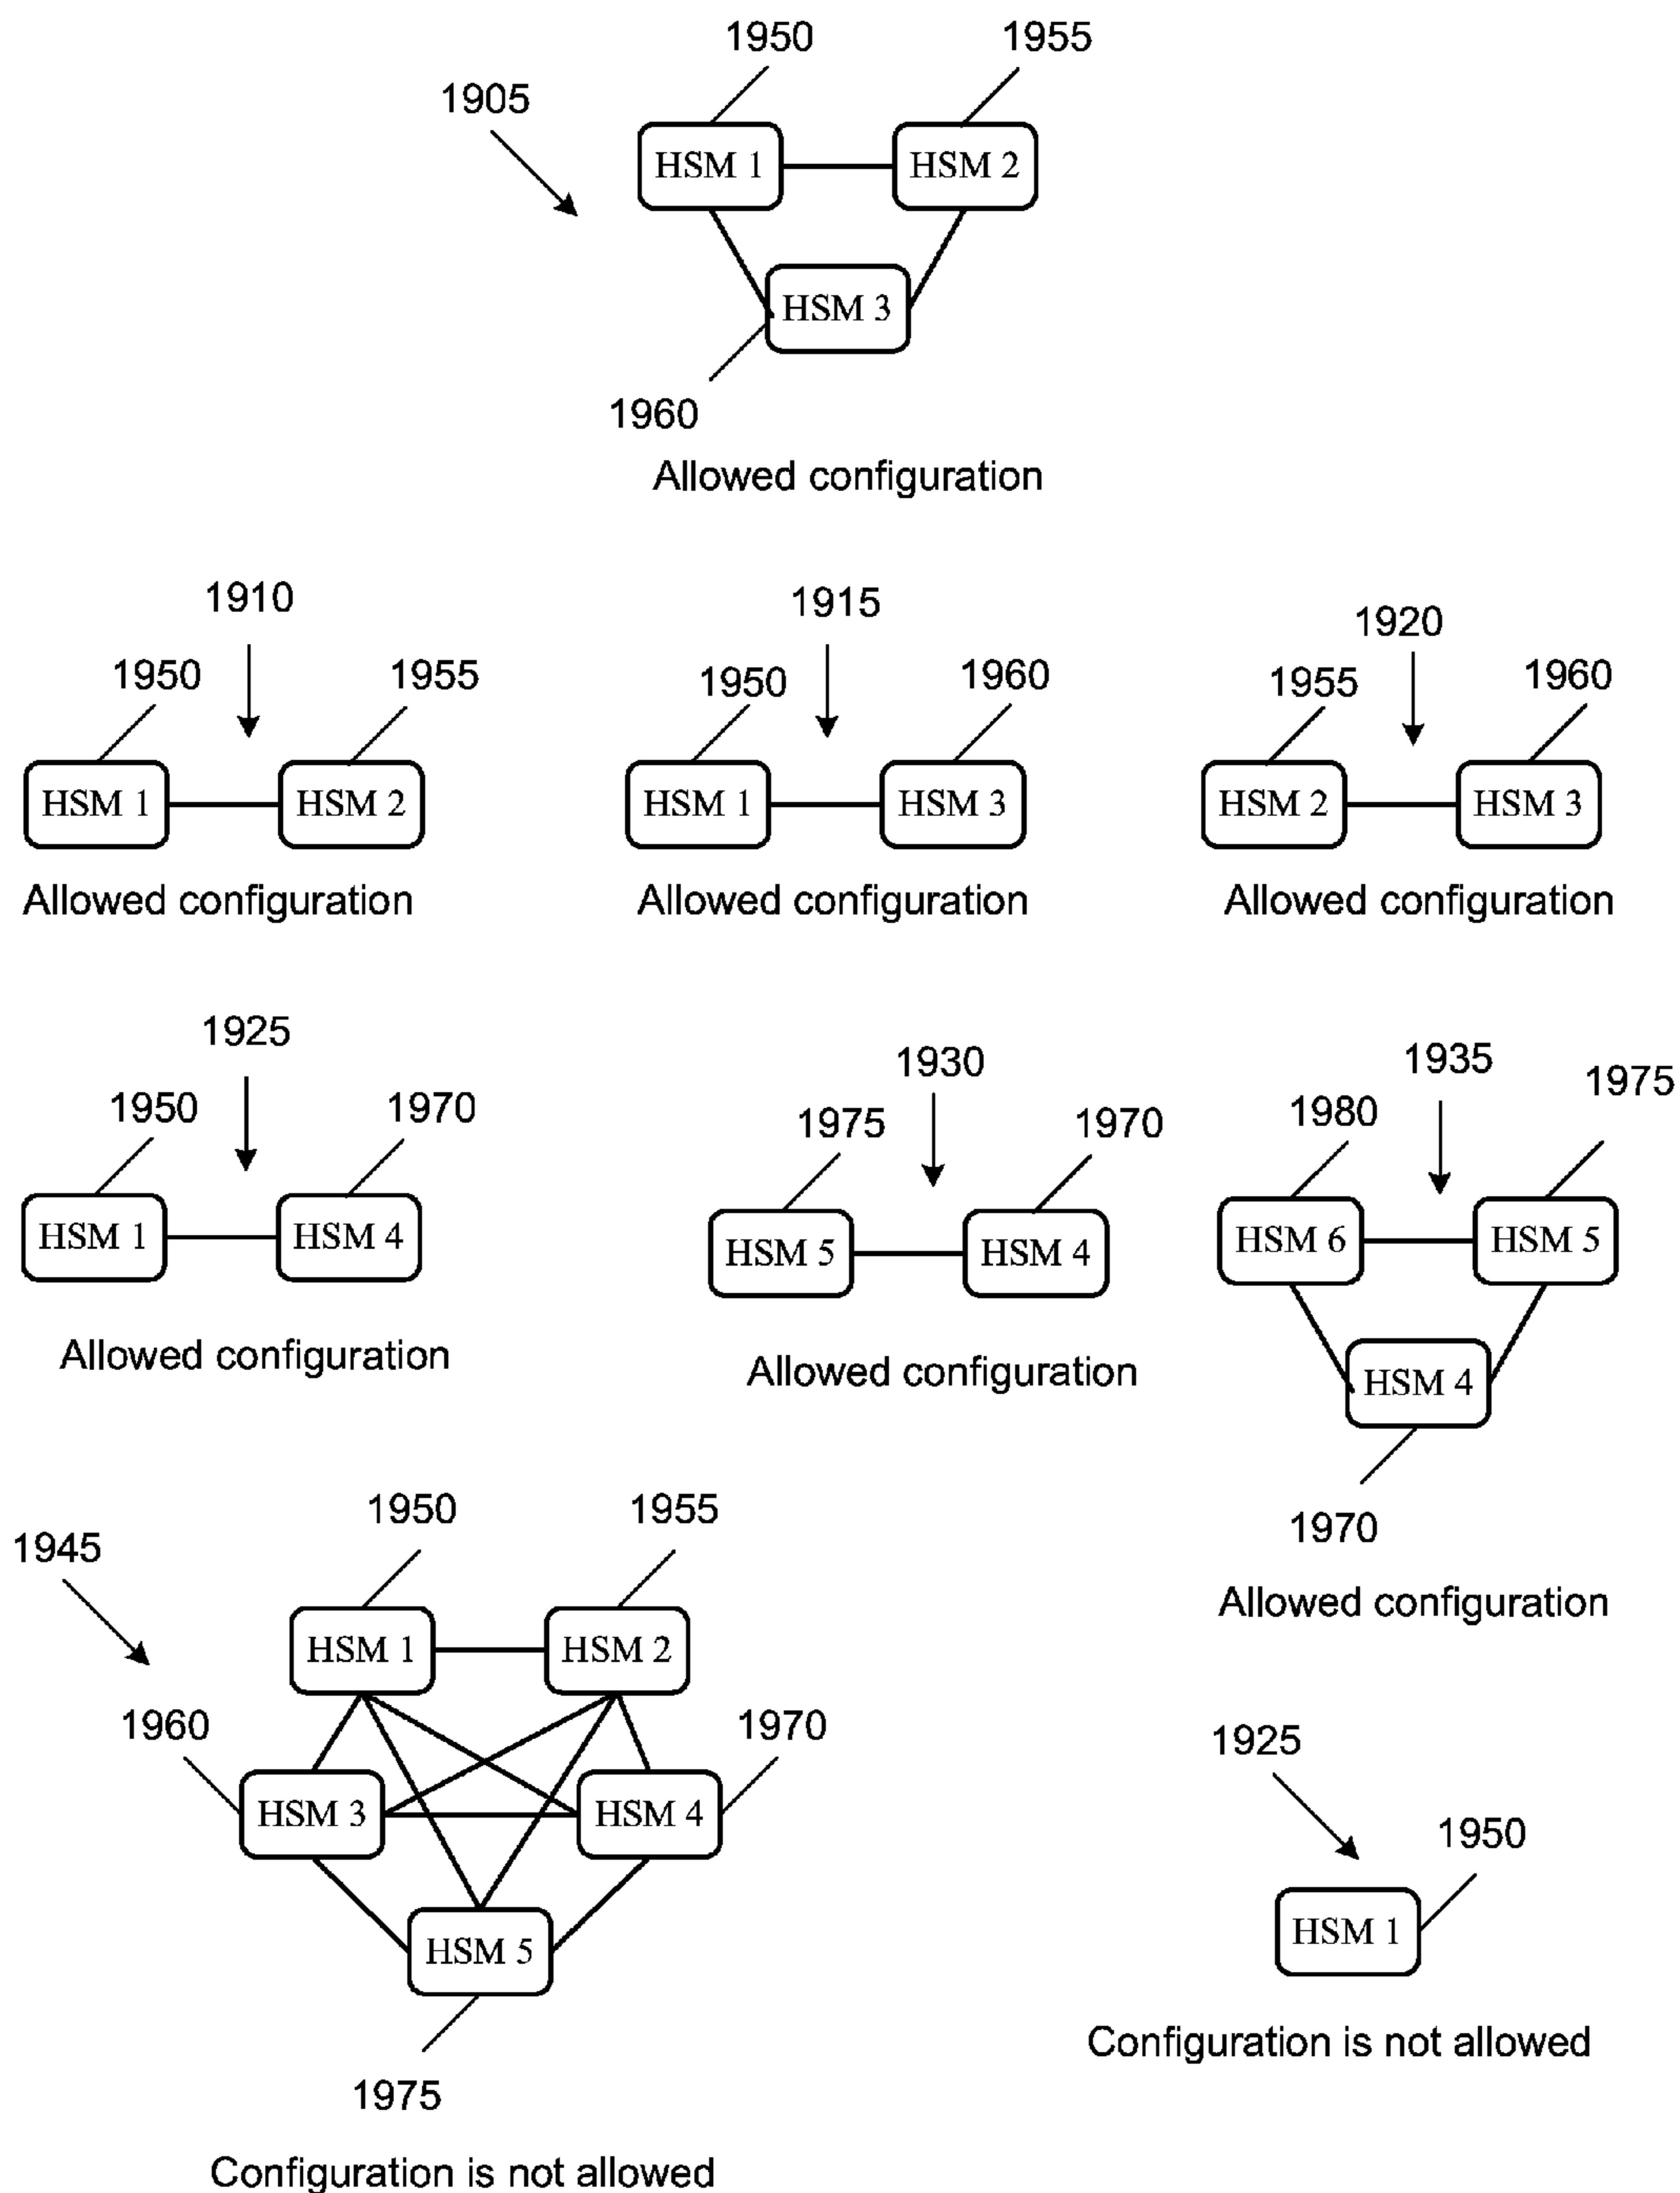 1950 1955
1905
HSM 1 HSM 2
HSM 3
1960
Allowed configuration
1910 1915 1920
1950 1955 1950 1960 1955 1960
HSM 1 HSM 2 HSM 1 HSM 3 HSM 2 HSM 3
Allowed configuration Allowed configuration Allowed configuration
1925 1930 1935
1950 1970 1975 1970 1980 1975
HSM 1 HSM 4 HSM 5 HSM 4 HSM 6 HSM 5
HSM 4
Allowed configuration Allowed configuration
1970
Allowed configuration
1950 1955
1945
HSM 1 HSM 2
1960 1970
HSM 3 HSM 4
HSM 5
1975
Configuration is not allowed
1925
1950
HSM 1
Configuration is not allowed